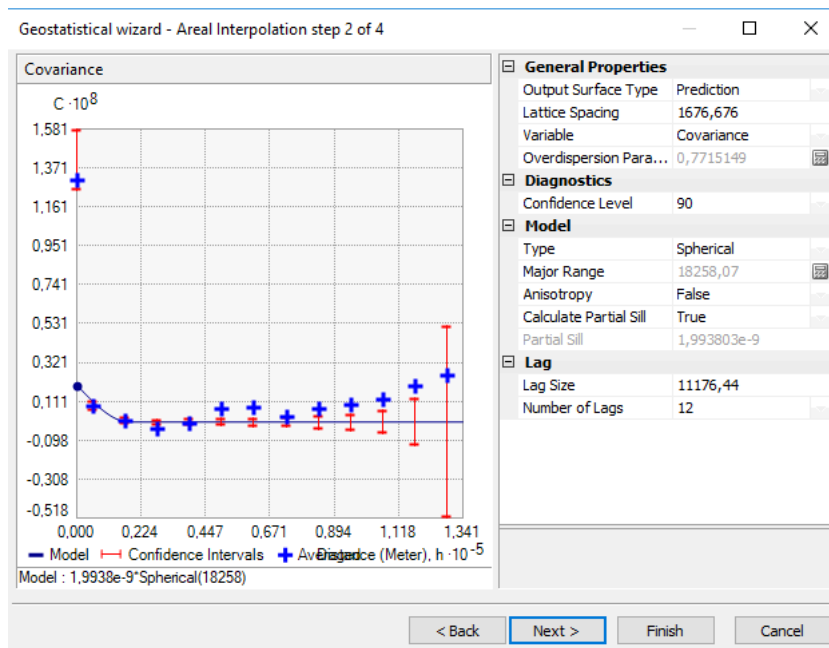 Geostatistical wizard - Areal Interpolation step 2 of 4
Covariance
C ·10⁸
1,581
1,371
1,161
0,951
0,741
0,531
0,321
0,111
-0,098
-0,308
-0,518
0,000 0,224 0,447 0,671 0,894 1,118 1,341
Model Confidence Intervals Averaged Distance (Meter), h ·10⁻⁵
Model : 1,9938e-9*Spherical(18258)
General Properties
Output Surface Type Prediction
Lattice Spacing 1676,676
Variable Covariance
Overdispersion Para... 0,7715149
Diagnostics
Confidence Level 90
Model
Type Spherical
Major Range 18258,07
Anisotropy False
Calculate Partial Sill True
Partial Sill 1,993803e-9
Lag
Lag Size 11176,44
Number of Lags 12
< Back Next > Finish Cancel